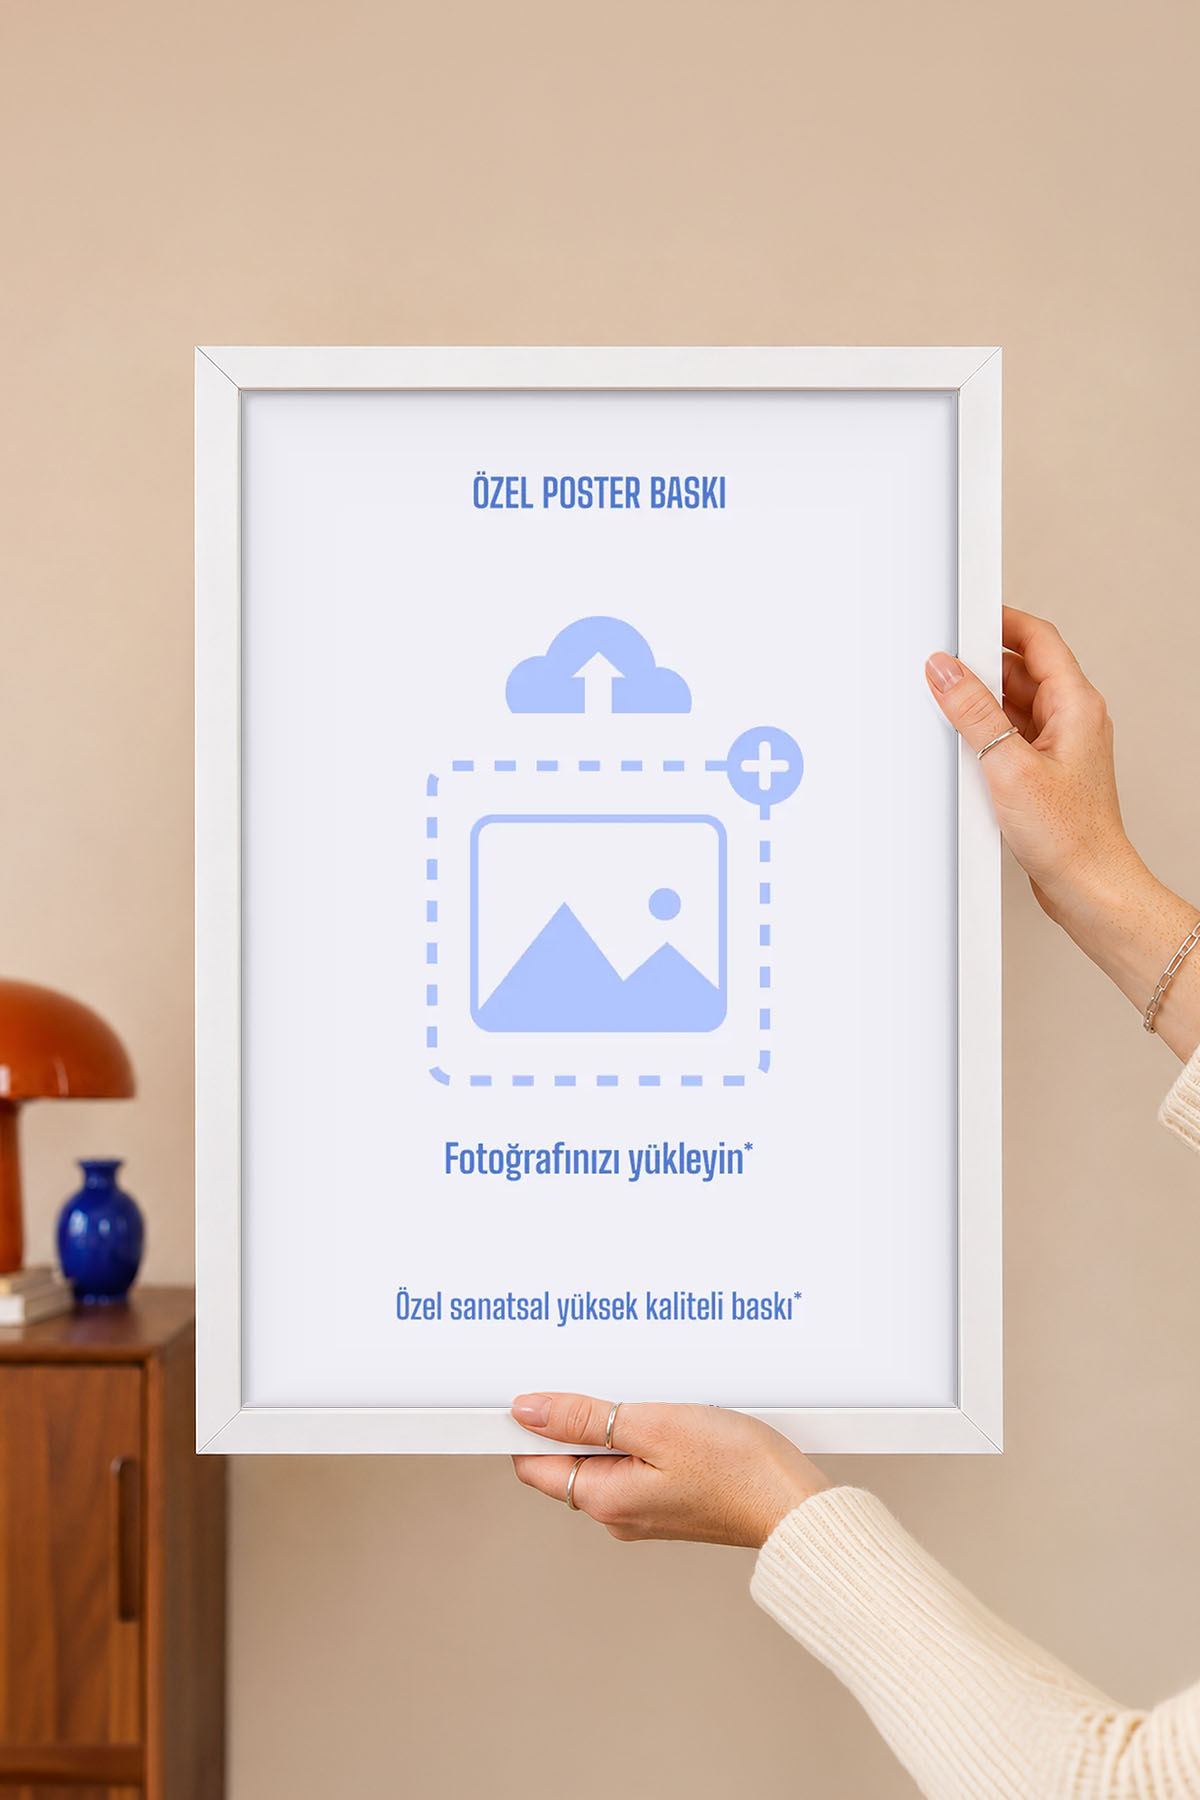 ÖZEL POSTER BASKI
Fotoğrafınızı yükleyin*
Özel sanatsal yüksek kaliteli baskı*